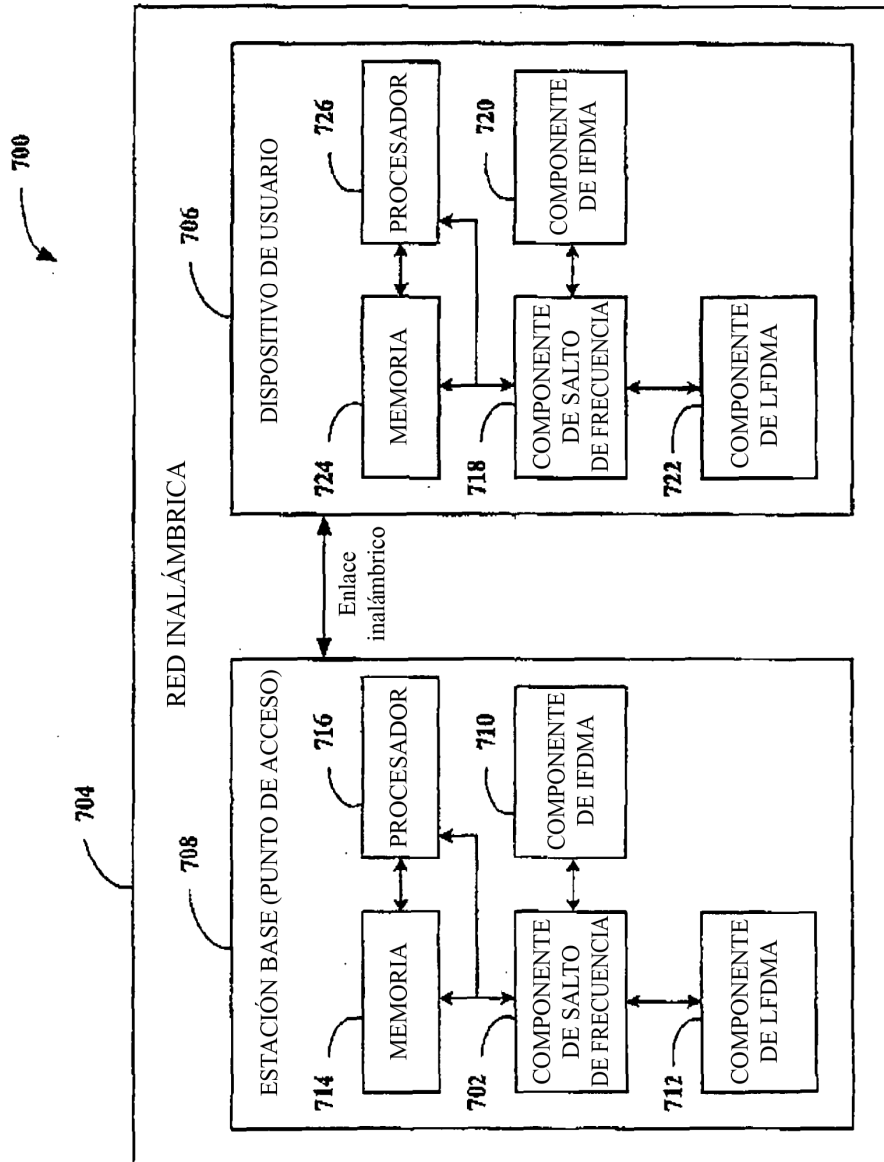 700
704
RED INALÁMBRICA
708
ESTACIÓN BASE (PUNTO DE ACCESO)
714
MEMORIA
716
PROCESADOR
702
COMPONENTE
DE SALTO
DE FRECUENCIA
710
COMPONENTE
DE IFDMA
712
COMPONENTE
DE LFDMA
Enlace
inalámbrico
706
DISPOSITIVO DE USUARIO
724
MEMORIA
726
PROCESADOR
718
COMPONENTE
DE SALTO
DE FRECUENCIA
720
COMPONENTE
DE IFDMA
722
COMPONENTE
DE LFDMA